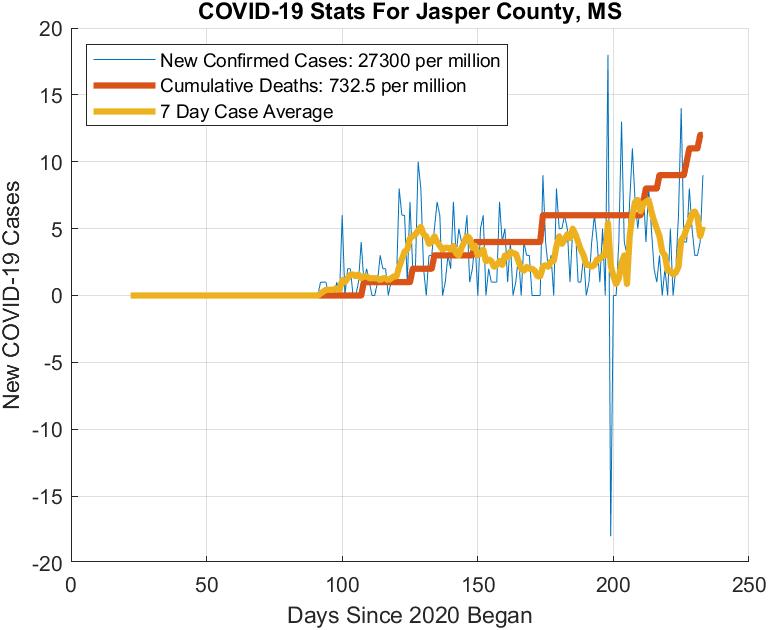 COVID-19 Stats For Jasper County, MS
New Confirmed Cases: 27300 per million
Cumulative Deaths: 732.5 per million
7 Day Case Average
New COVID-19 Cases
20
15
10
5
0
-5
-10
-15
-20
0 50 100 150 200 250
Days Since 2020 Began